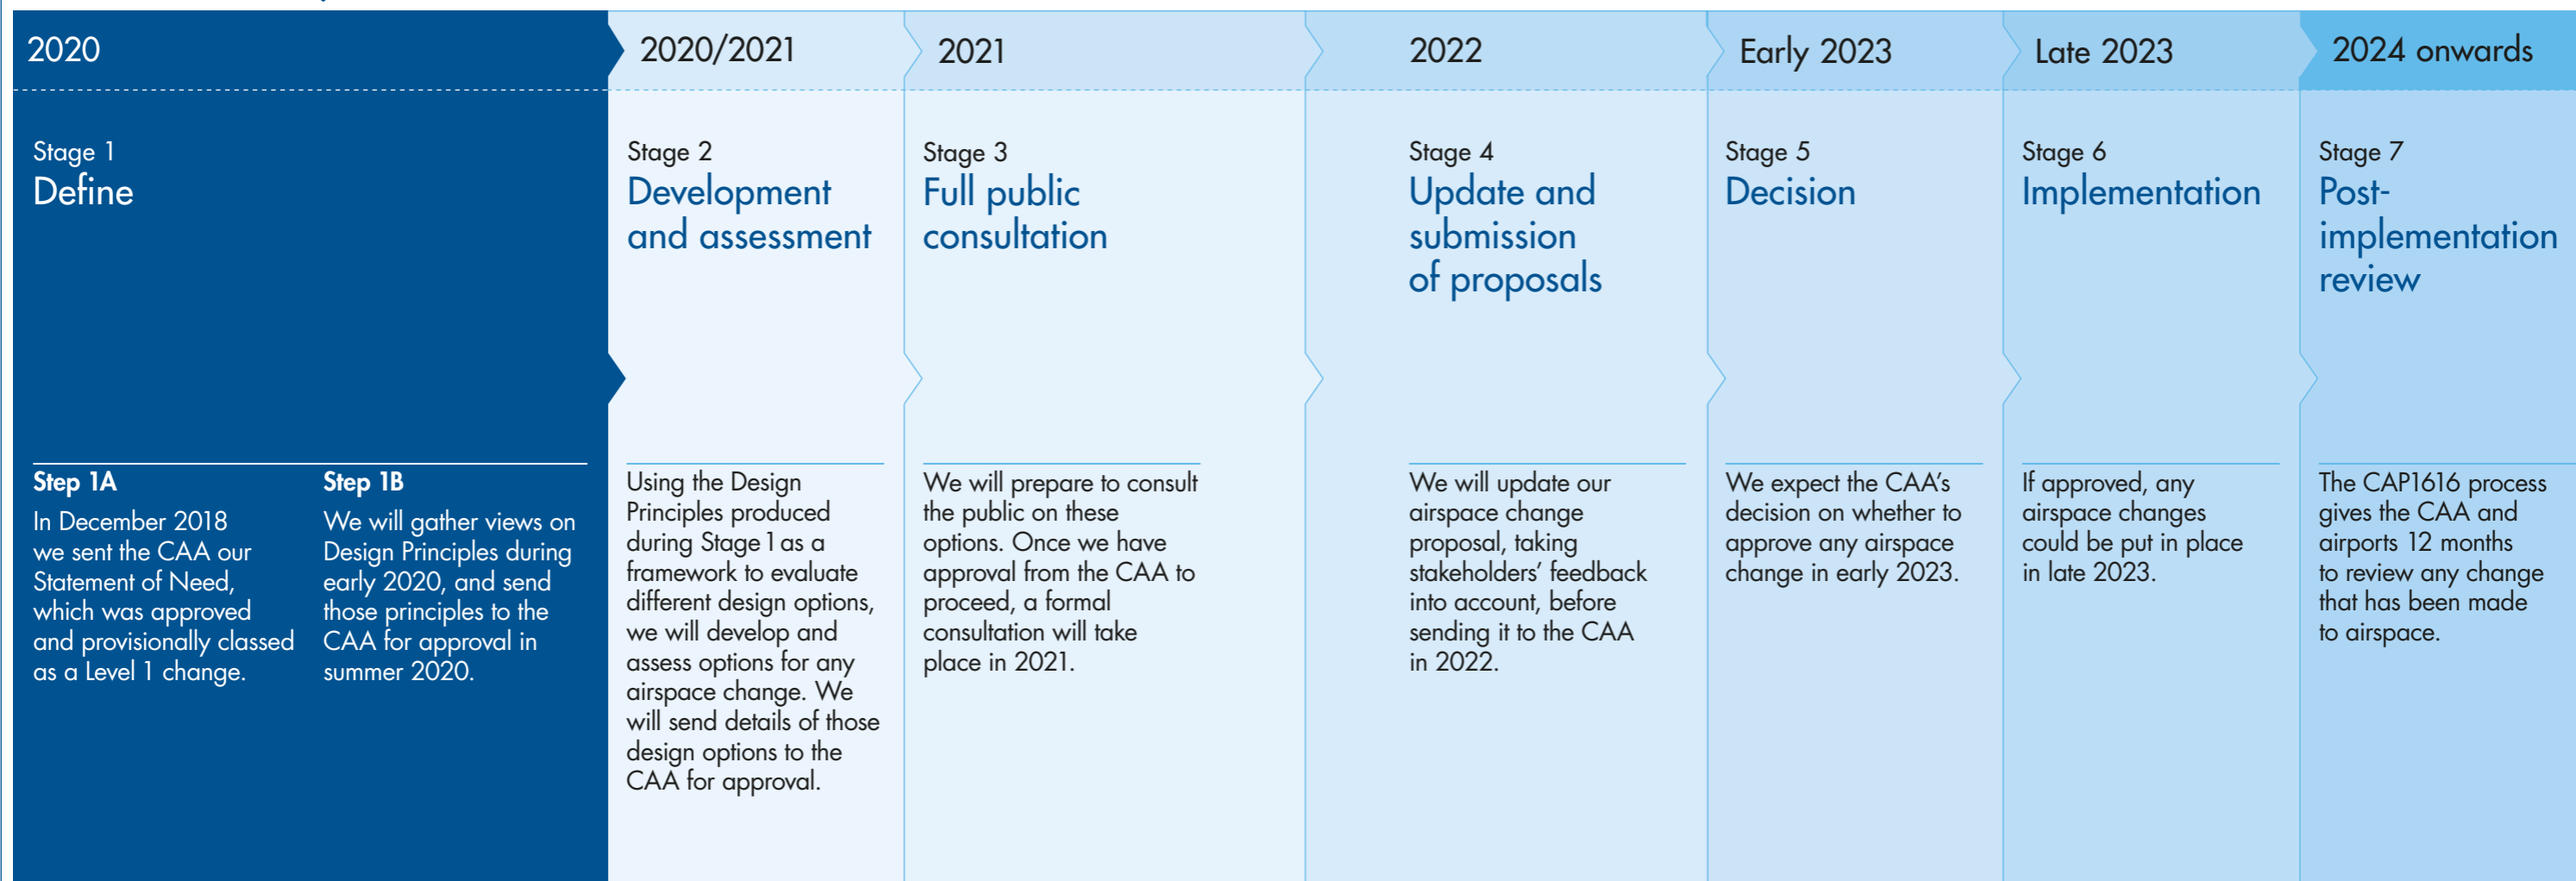 2020
2020/2021
2021
2022
Early 2023
Late 2023
2024 onwards
Stage 1
Define
Step 1A
In December 2018
we sent the CAA our
Statement of Need,
which was approved
and provisionally classed
as a Level 1 change.
Step 1B
We will gather views on
Design Principles during
early 2020, and send
those principles to the
CAA for approval in
summer 2020.
Stage 2
Development
and assessment
Using the Design
Principles produced
during Stage 1 as a
framework to evaluate
different design options,
we will develop and
assess options for any
airspace change. We
will send details of those
design options to the
CAA for approval.
Stage 3
Full public
consultation
We will prepare to consult
the public on these
options. Once we have
approval from the CAA to
proceed, a formal
consultation will take
place in 2021.
Stage 4
Update and
submission
of proposals
We will update our
airspace change
proposal, taking
stakeholders’ feedback
into account, before
sending it to the CAA
in 2022.
Stage 5
Decision
We expect the CAA’s
decision on whether to
approve any airspace
change in early 2023.
Stage 6
Implementation
If approved, any
airspace changes
could be put in place
in late 2023.
Stage 7
Post-
implementation
review
The CAP1616 process
gives the CAA and
airports 12 months
to review any change
that has been made
to airspace.